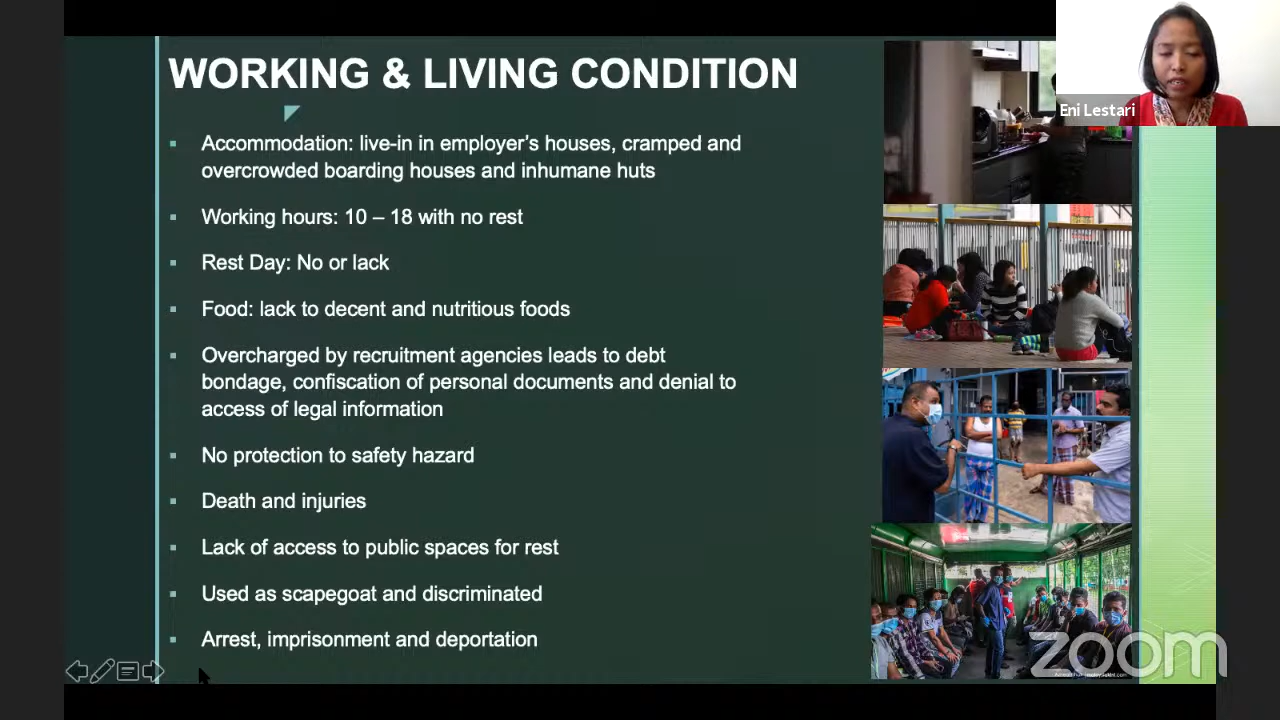 WORKING & LIVING CONDITION
Eni Lestari
▪ Accommodation: live-in in employer’s houses, cramped and
overcrowded boarding houses and inhumane huts
▪ Working hours: 10 – 18 with no rest
▪ Rest Day: No or lack
▪ Food: lack to decent and nutritious foods
▪ Overcharged by recruitment agencies leads to debt
bondage, confiscation of personal documents and denial to
access of legal information
▪ No protection to safety hazard
▪ Death and injuries
▪ Lack of access to public spaces for rest
▪ Used as scapegoat and discriminated
▪ Arrest, imprisonment and deportation
zoom